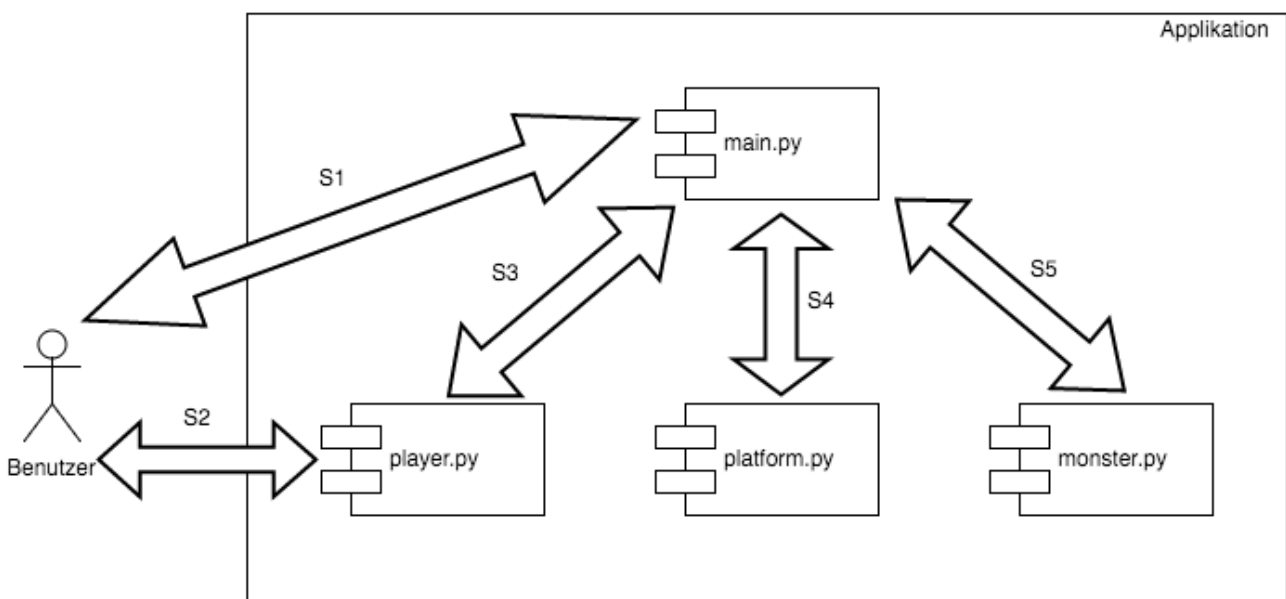 Applikation
main.py
S1
S3
S5
S4
S2
player.py
platform.py
monster.py
Benutzer